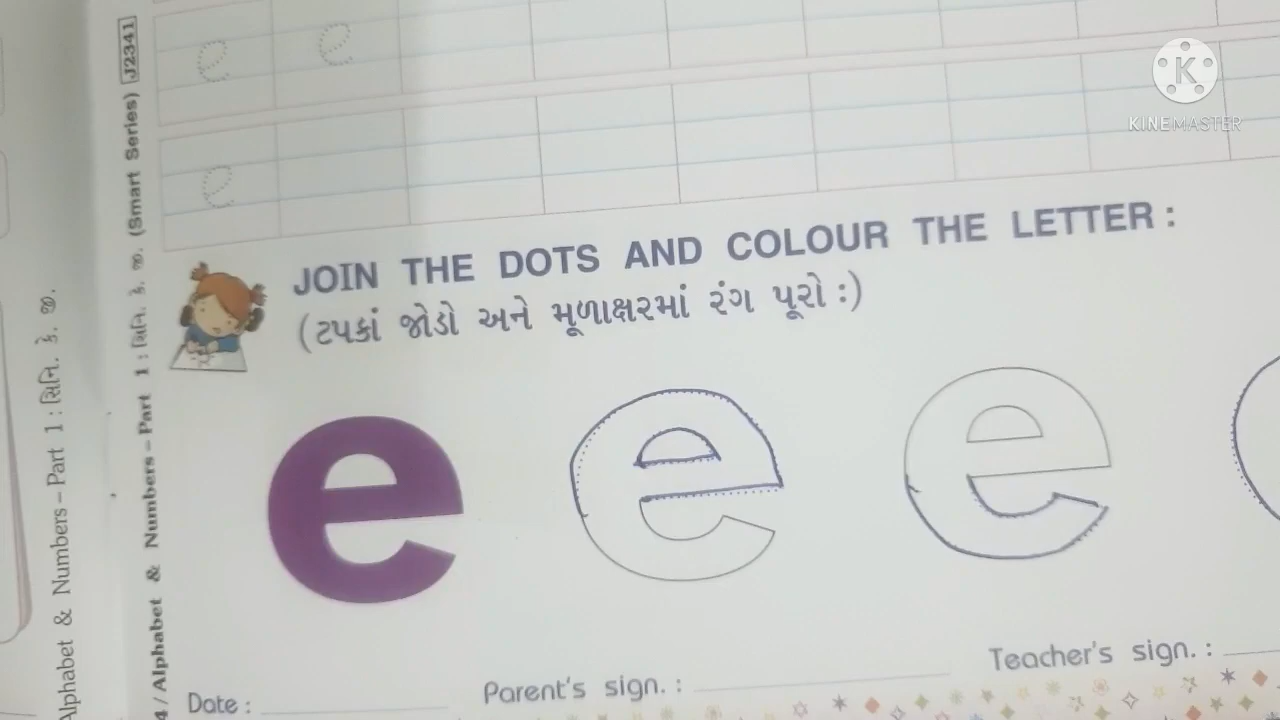 e e
e
KINEMASTER
JOIN THE DOTS AND COLOUR THE LETTER :
(ટપકાં જોડો અને મૂળાક્ષરમાં રંગ પૂરો :)
e e e
Date : Parent's sign. : Teacher's sign. :
4 / Alphabet & Numbers – Part 1 : સિનિ. કે. જી. (Smart Series) J2341
Alphabet & Numbers – Part 1 : સિનિ. કે. જી.